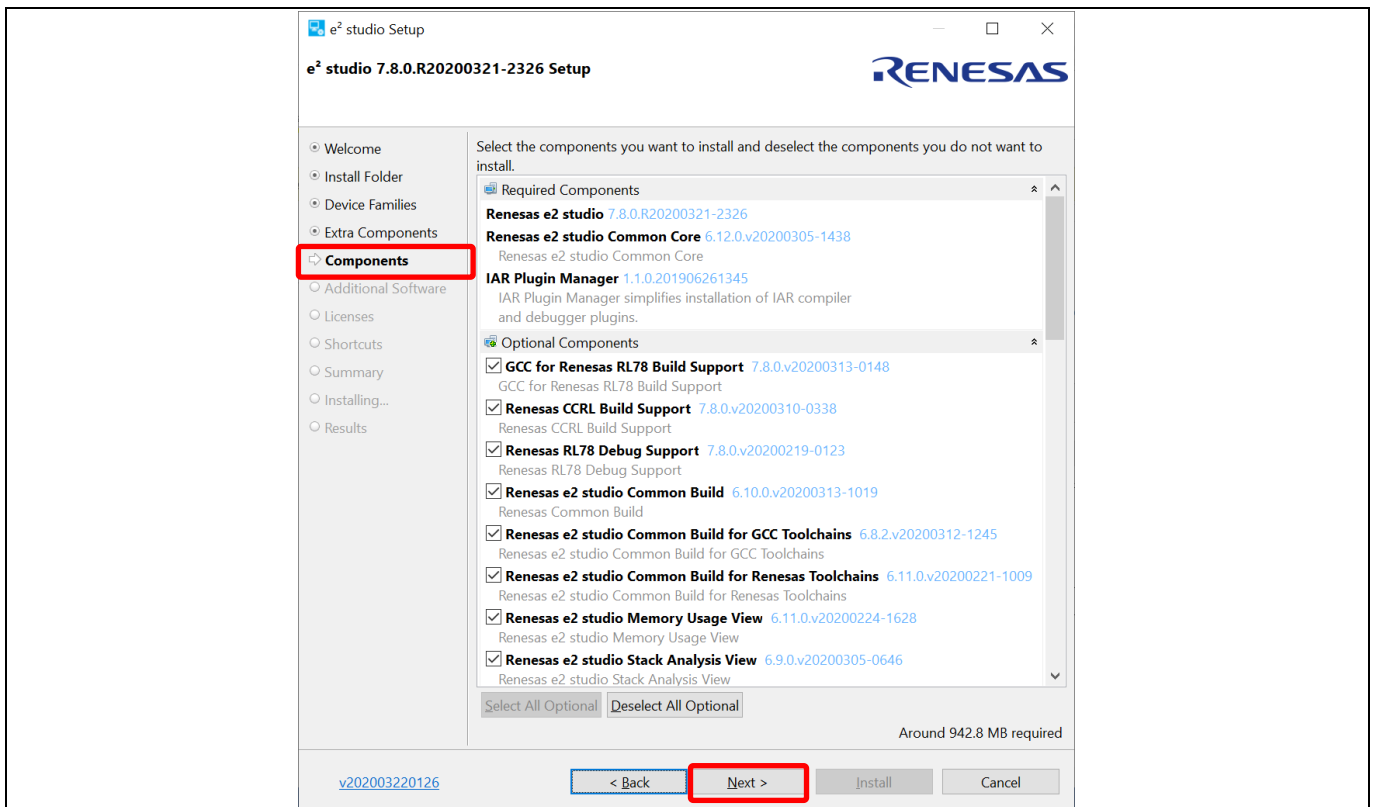 e² studio Setup
e² studio 7.8.0.R20200321-2326 Setup
RENESAS
Welcome
Install Folder
Device Families
Extra Components
Components
Additional Software
Licenses
Shortcuts
Summary
Installing...
Results
Select the components you want to install and deselect the components you do not want to
install.
Required Components
Renesas e2 studio 7.8.0.R20200321-2326
Renesas e2 studio Common Core 6.12.0.v20200305-1438
Renesas e2 studio Common Core
IAR Plugin Manager 1.1.0.201906261345
IAR Plugin Manager simplifies installation of IAR compiler
and debugger plugins.
Optional Components
GCC for Renesas RL78 Build Support 7.8.0.v20200313-0148
GCC for Renesas RL78 Build Support
Renesas CCRL Build Support 7.8.0.v20200310-0338
Renesas CCRL Build Support
Renesas RL78 Debug Support 7.8.0.v20200219-0123
Renesas RL78 Debug Support
Renesas e2 studio Common Build 6.10.0.v20200313-1019
Renesas Common Build
Renesas e2 studio Common Build for GCC Toolchains 6.8.2.v20200312-1245
Renesas e2 studio Common Build for GCC Toolchains
Renesas e2 studio Common Build for Renesas Toolchains 6.11.0.v20200221-1009
Renesas e2 studio Common Build for Renesas Toolchains
Renesas e2 studio Memory Usage View 6.11.0.v20200224-1628
Renesas e2 studio Memory Usage View
Renesas e2 studio Stack Analysis View 6.9.0.v20200305-0646
Renesas e2 studio Stack Analysis View
Select All Optional Deselect All Optional
Around 942.8 MB required
v202003220126 < Back Next > Install Cancel